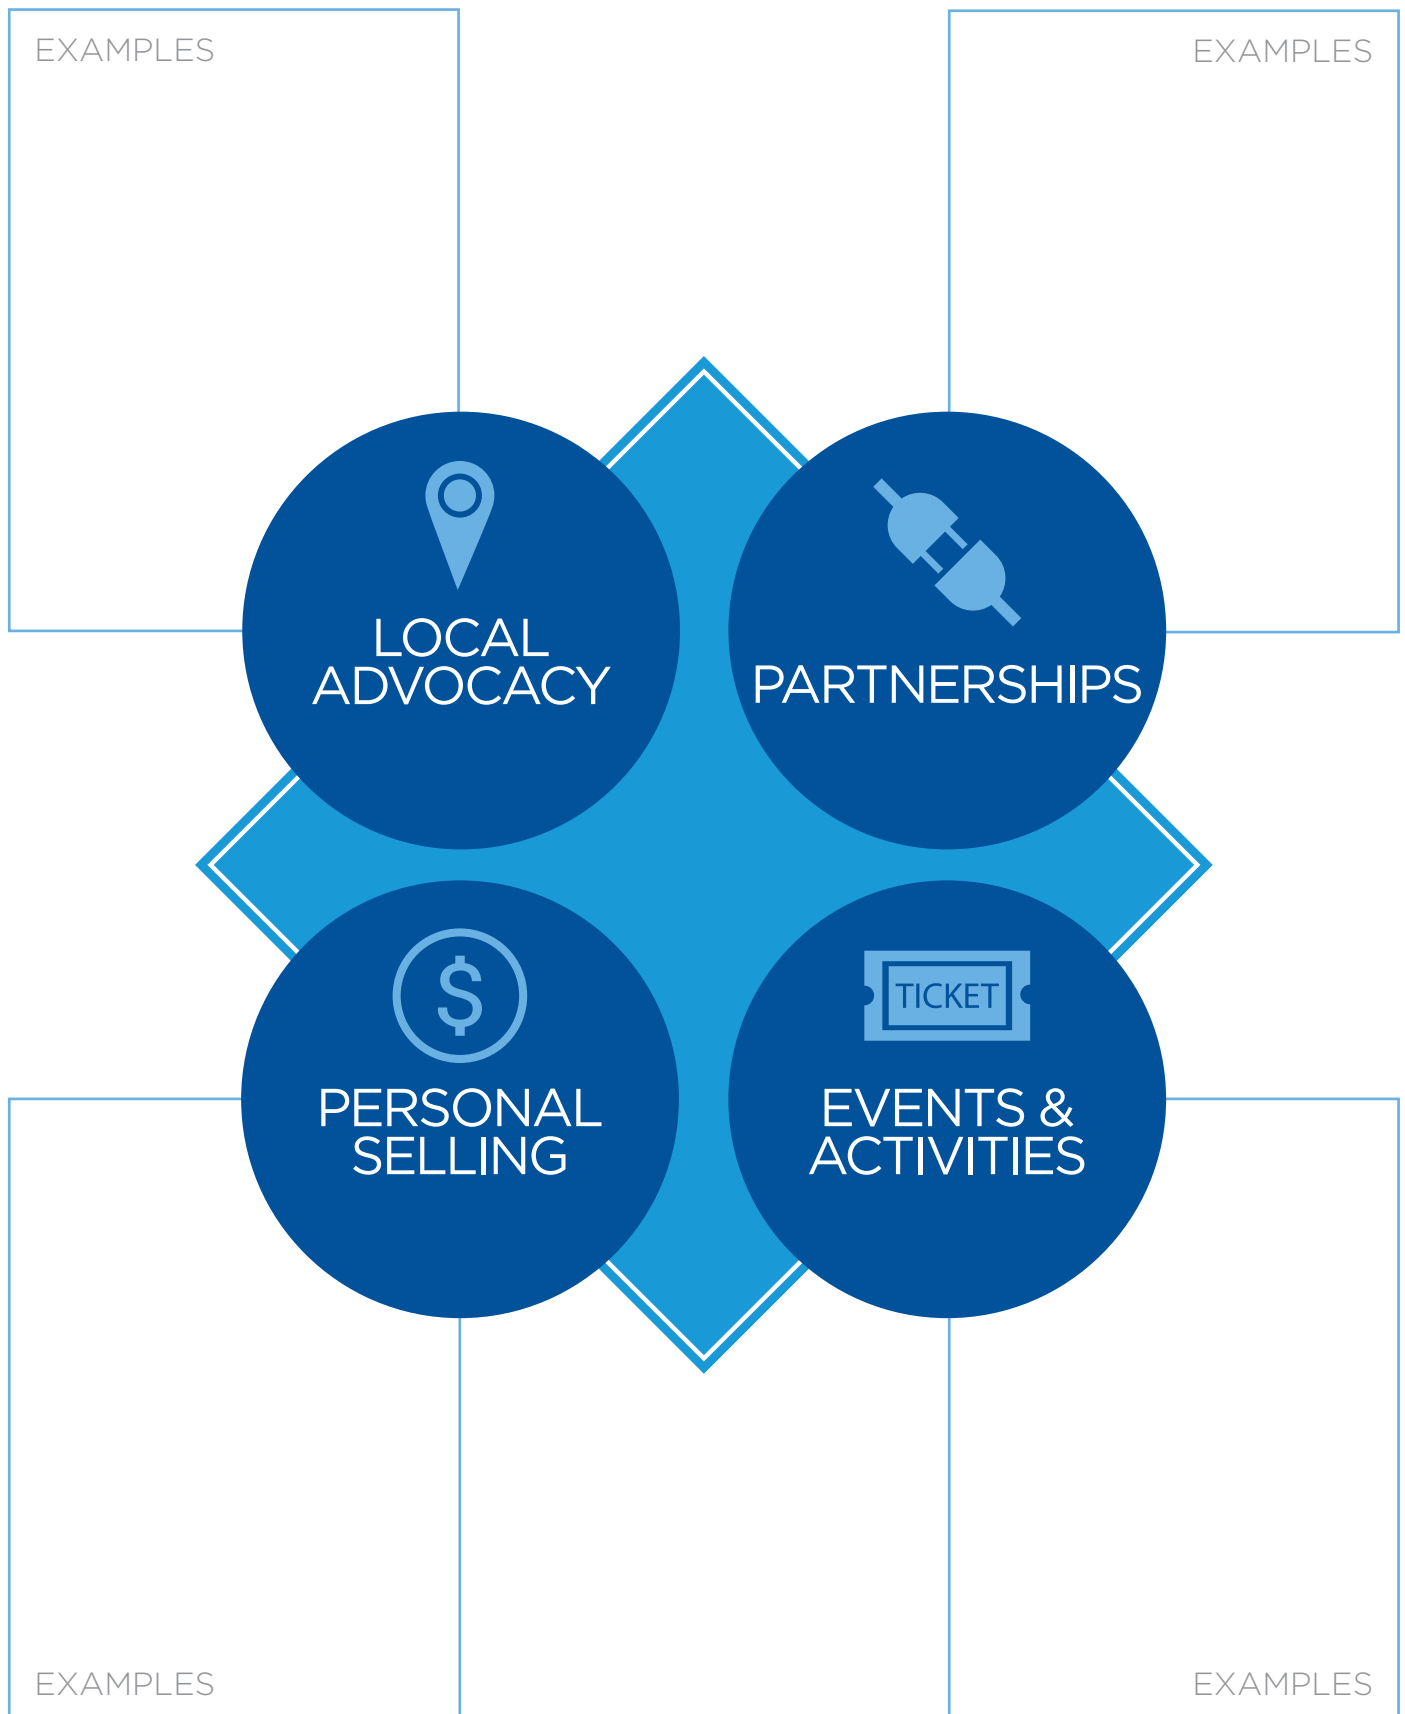 EXAMPLES
EXAMPLES
LOCAL
ADVOCACY
PARTNERSHIPS
$
PERSONAL
SELLING
TICKET
EVENTS &
ACTIVITIES
EXAMPLES
EXAMPLES